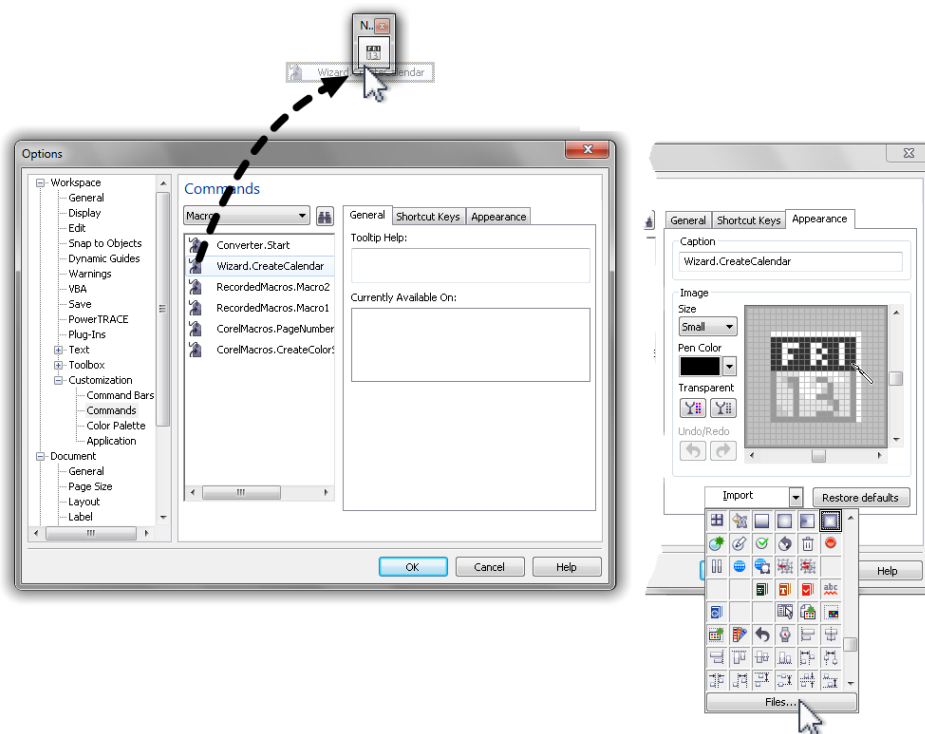 N..
Wizard.CreateCalendar
Options
Workspace
General
Display
Edit
Snap to Objects
Dynamic Guides
Warnings
VBA
Save
PowerTRACE
Plug-Ins
Text
Toolbox
Customization
Command Bars
Commands
Color Palette
Application
Document
General
Page Size
Layout
Label
Commands
Macros
Converter.Start
Wizard.CreateCalendar
RecordedMacros.Macro2
RecordedMacros.Macro1
CorelMacros.PageNumber
CorelMacros.CreateColorS
General Shortcut Keys Appearance
Tooltip Help:
Currently Available On:
OK Cancel Help
General Shortcut Keys Appearance
Caption
Wizard.CreateCalendar
Image
Size
Small
Pen Color
Transparent
Undo/Redo
FRI
13
Import Restore defaults
abc
Help
Files...